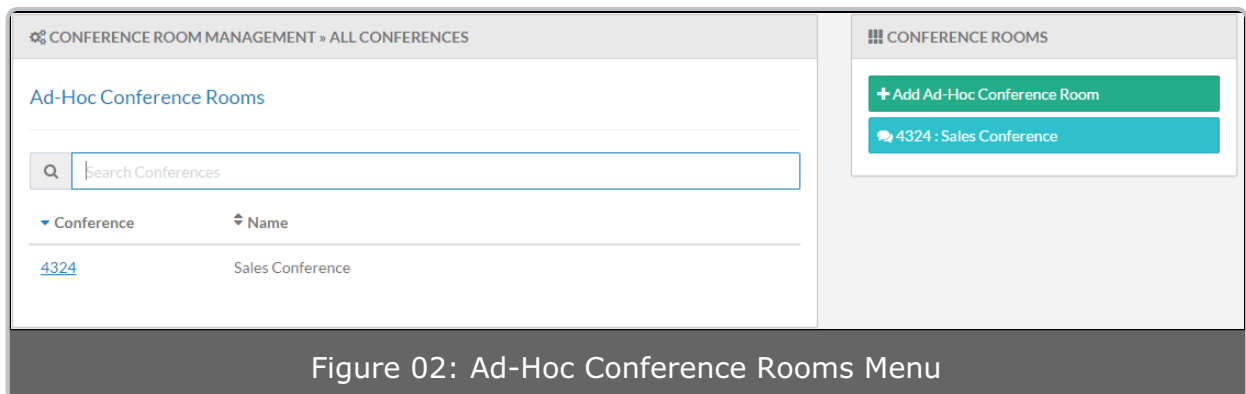 CONFERENCE ROOM MANAGEMENT » ALL CONFERENCES
Ad-Hoc Conference Rooms
Search Conferences
Conference Name
4324 Sales Conference
CONFERENCE ROOMS
+ Add Ad-Hoc Conference Room
4324 : Sales Conference
Figure 02: Ad-Hoc Conference Rooms Menu